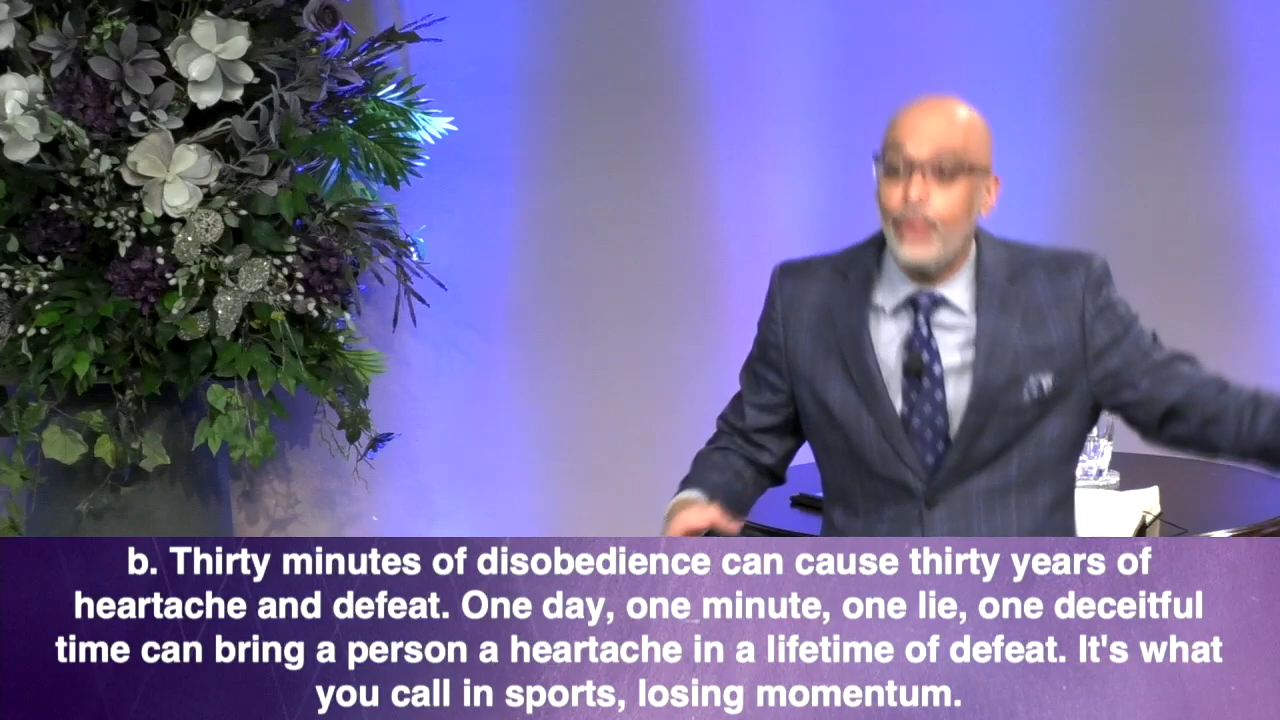 b. Thirty minutes of disobedience can cause thirty years of
heartache and defeat. One day, one minute, one lie, one deceitful
time can bring a person a heartache in a lifetime of defeat. It's what
you call in sports, losing momentum.